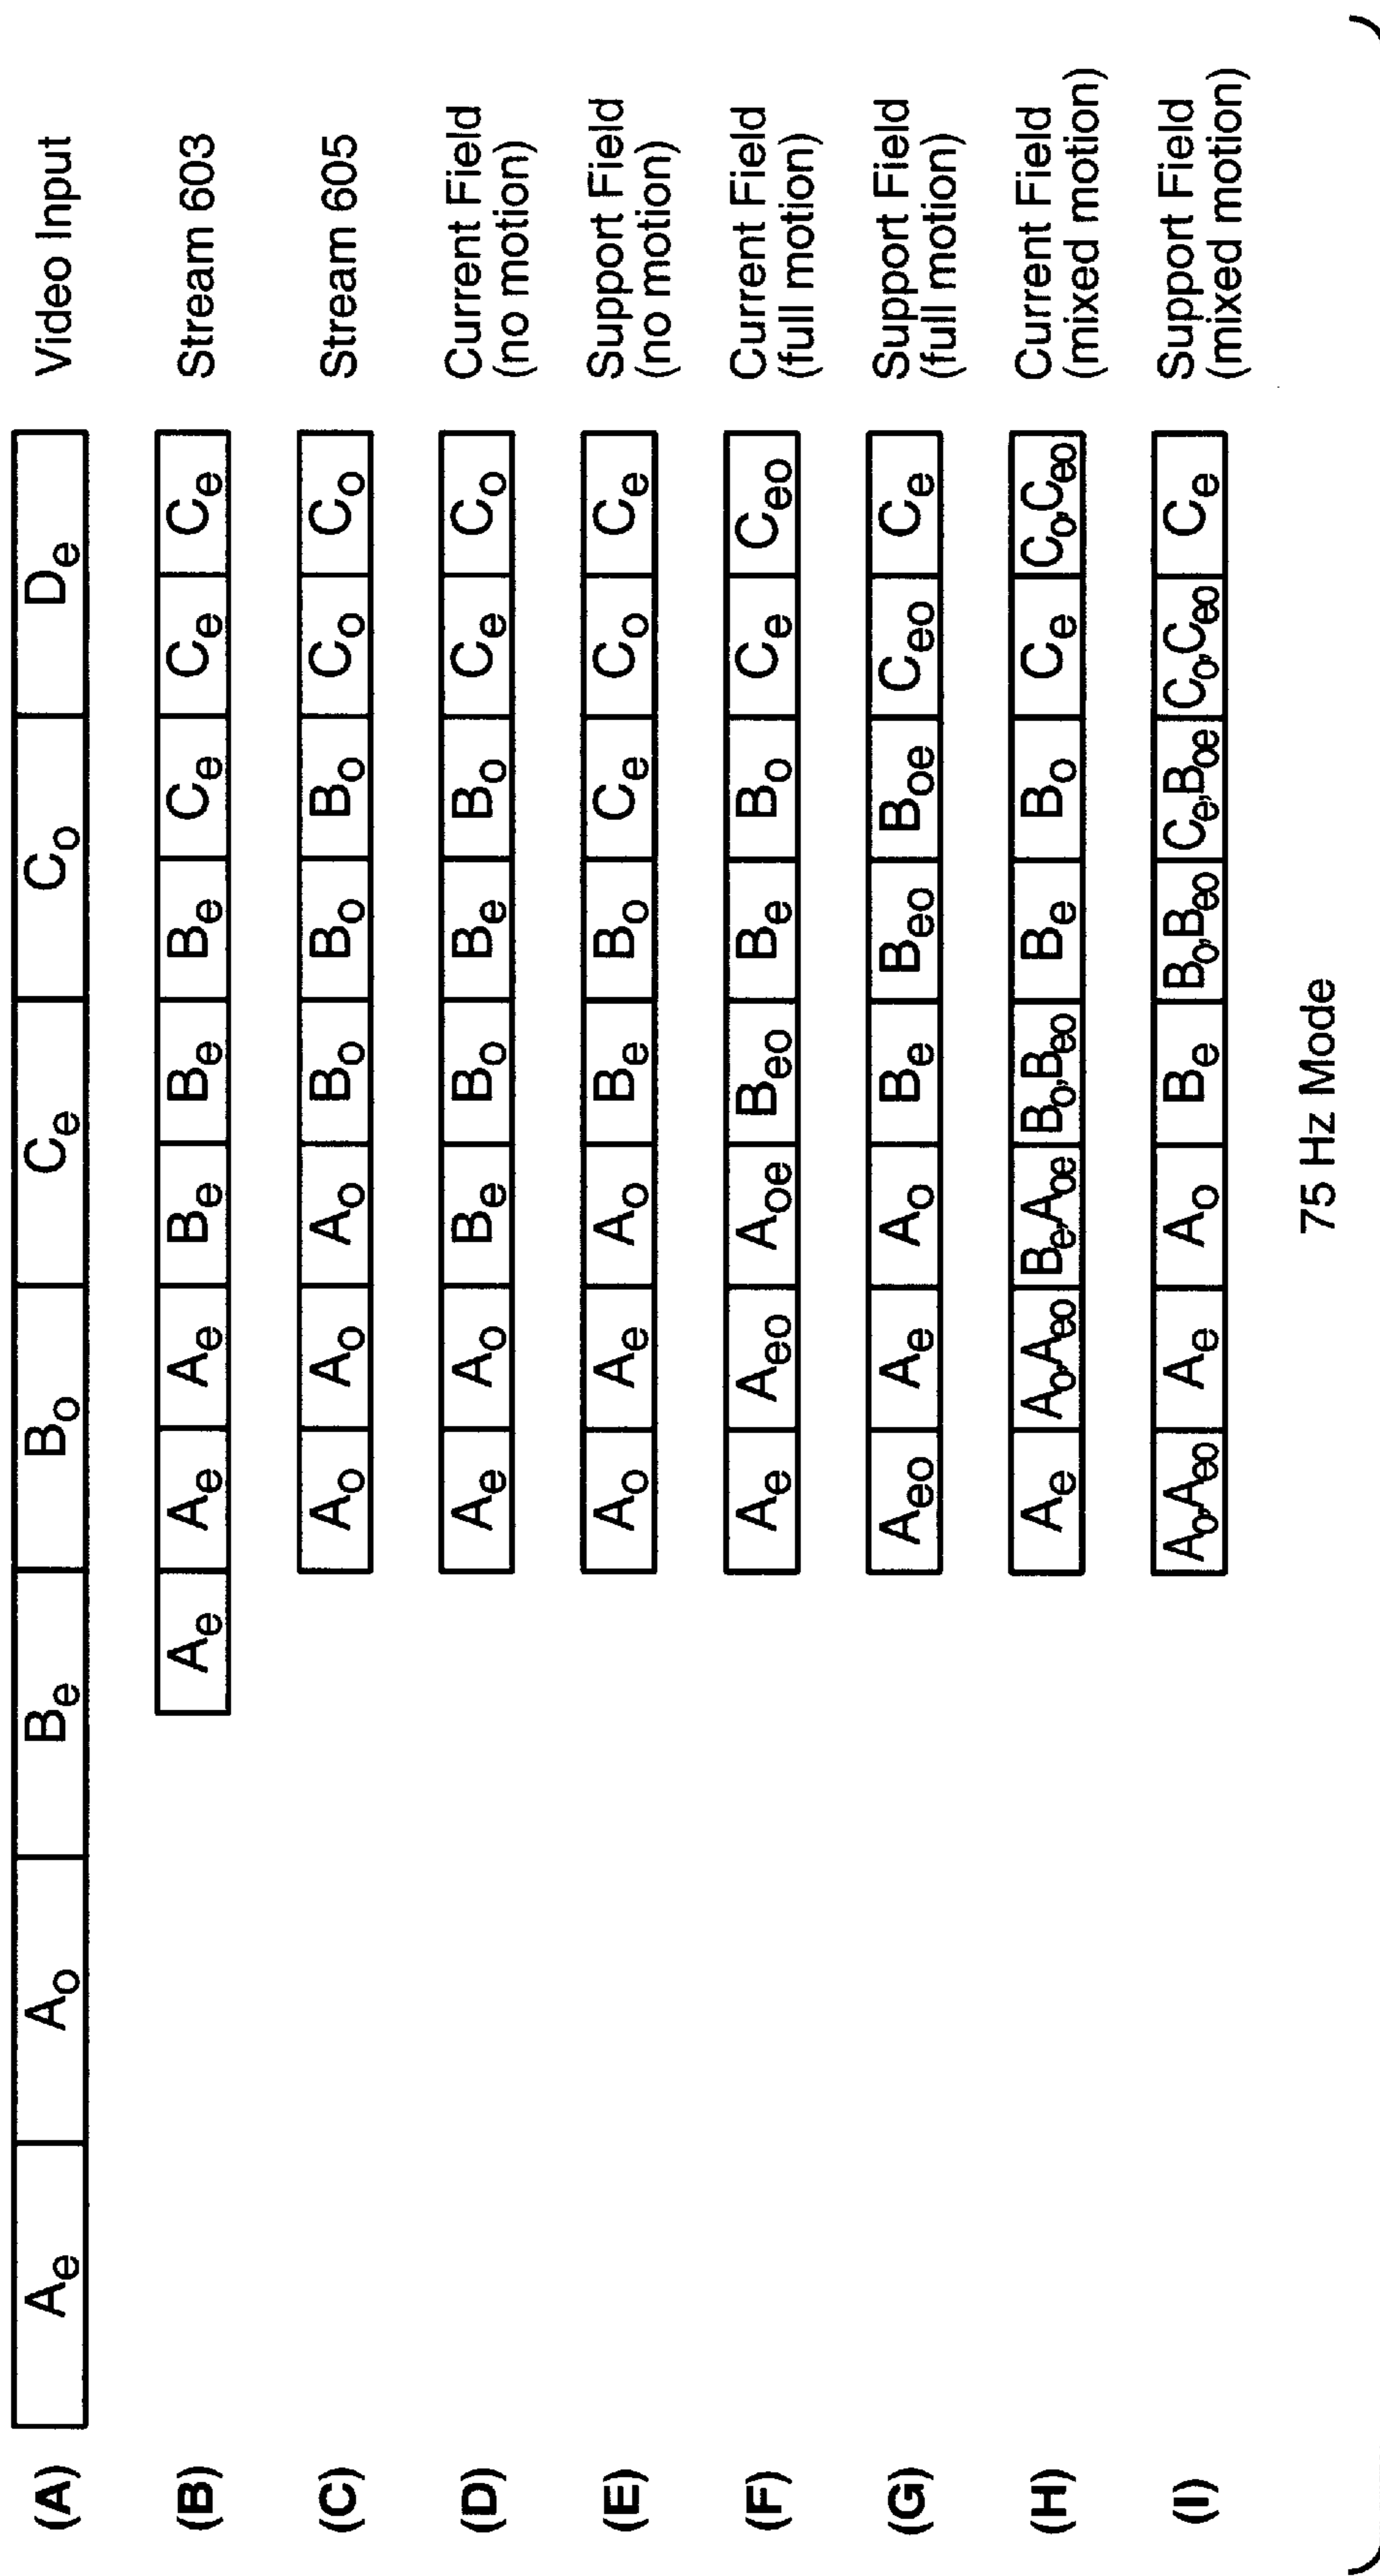 (A) Ae Ao Be Bo Ce Co De Video Input
(B) Ae Ae Ae Be Be Be Ce Ce Ce Stream 603
(C) Ao Ao Ao Bo Bo Bo Co Co Stream 605
(D) Ae Ao Be Bo Be Bo Ce Co Current Field
(no motion)
(E) Ao Ae Ao Be Bo Ce Co Ce Support Field
(no motion)
(F) Ae Aeo Aoe Beo Be Bo Ce Ceo Current Field
(full motion)
(G) Aeo Ae Ao Be Beo Boe Ceo Ce Support Field
(full motion)
(H) Ae Ao,Aeo Be,Aoe Bo,Beo Be Bo Ce Co,Ceo Current Field
(mixed motion)
(I) Ao,Aeo Ae Ao Be Bo,Beo Ce,Boe Co,Ceo Ce Support Field
(mixed motion)
75 Hz Mode